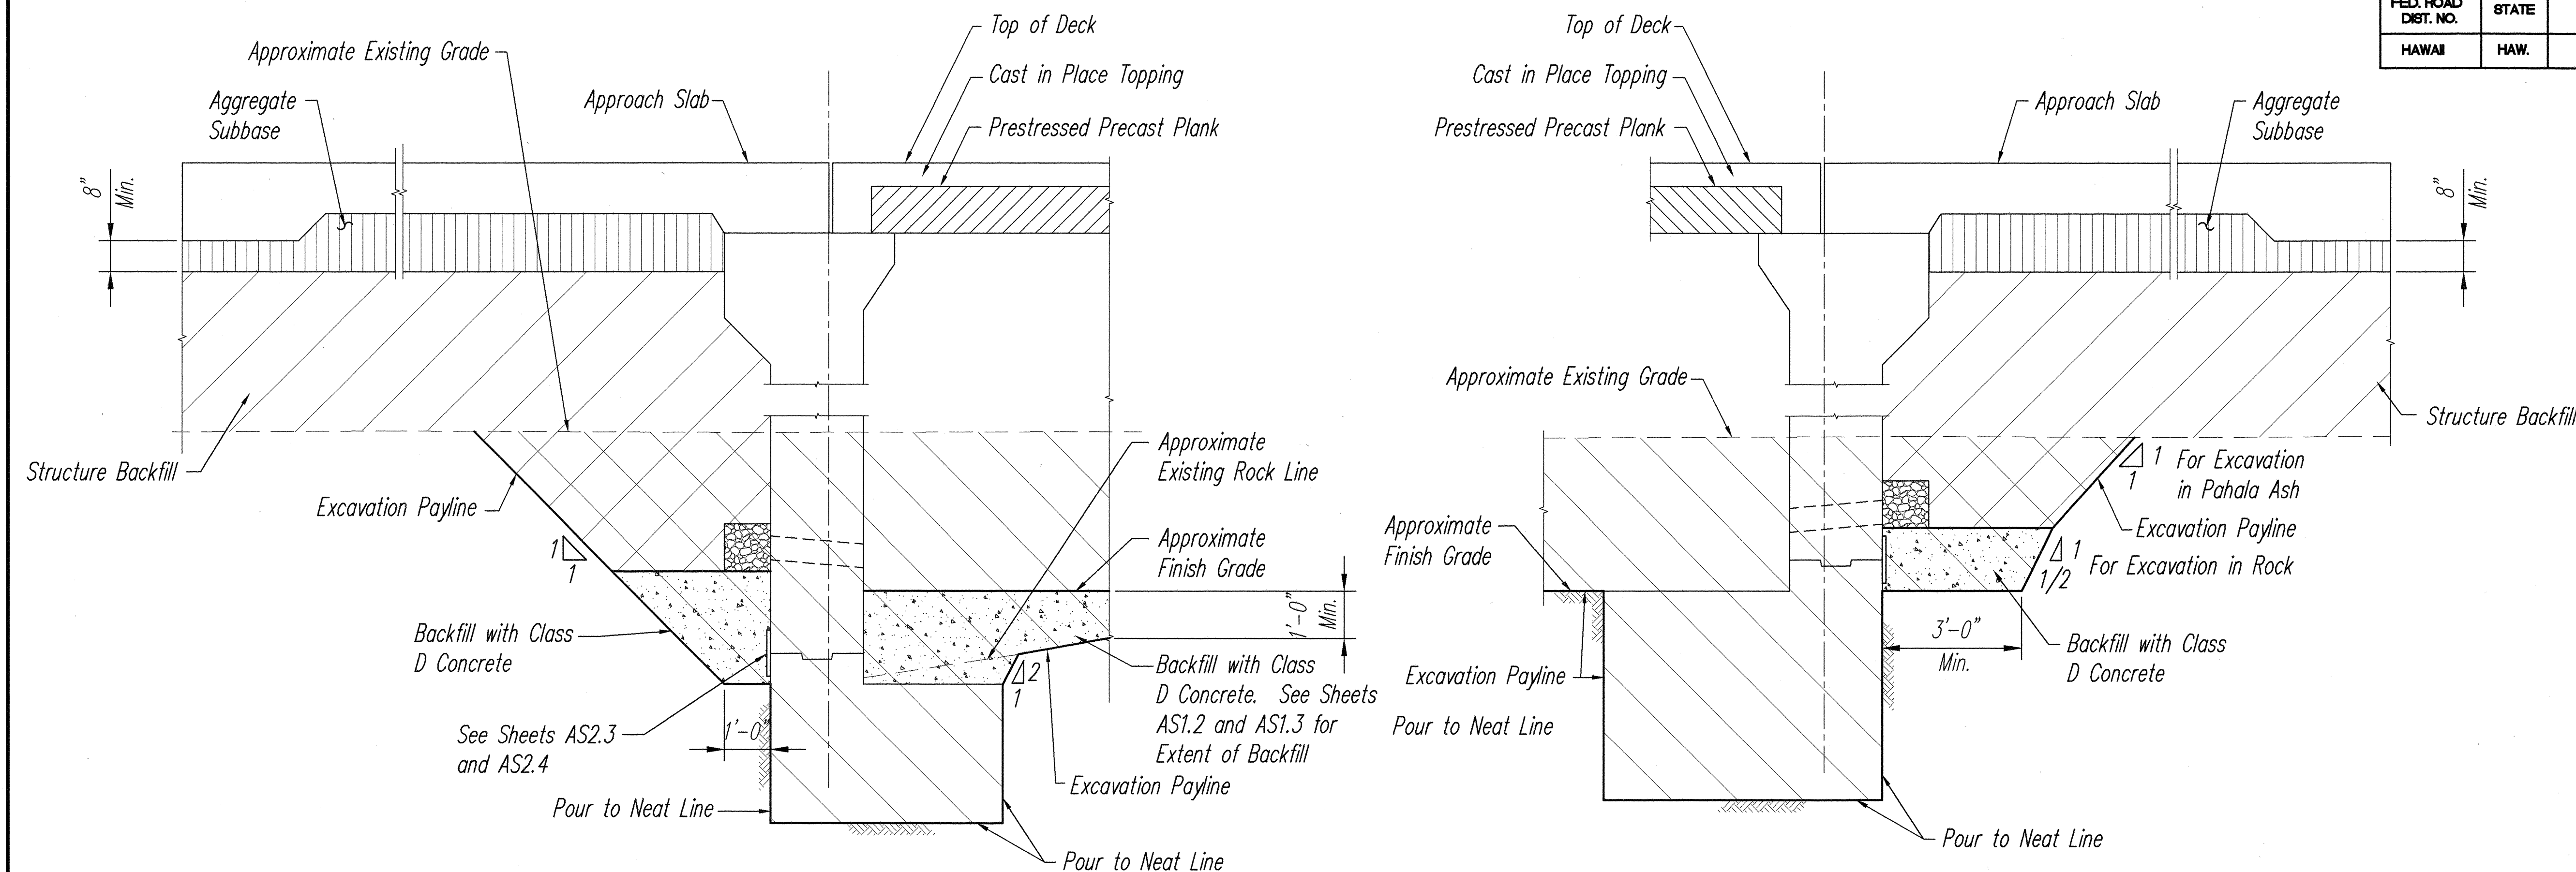 FED. ROAD
DIST. NO.
STATE
HAWAII
HAW.
Top of Deck
Approximate Existing Grade
Cast in Place Topping
Aggregate
Subbase
Approach Slab
Prestressed Precast Plank
8"
Min.
Approximate
Existing Rock Line
Structure Backfill
Excavation Payline
1
1
Approximate
Finish Grade
1'-0"
Min.
Backfill with Class
D Concrete
2
1
Backfill with Class
D Concrete. See Sheets
AS1.2 and AS1.3 for
Extent of Backfill
See Sheets AS2.3
and AS2.4
1'-0"
Excavation Payline
Pour to Neat Line
Pour to Neat Line
Top of Deck
Cast in Place Topping
Approach Slab
Aggregate
Subbase
Prestressed Precast Plank
8"
Min.
Approximate Existing Grade
Structure Backfill
1
1
For Excavation
in Pahala Ash
Excavation Payline
Approximate
Finish Grade
1
1/2
For Excavation in Rock
3'-0"
Min.
Backfill with Class
D Concrete
Excavation Payline
Pour to Neat Line
Pour to Neat Line